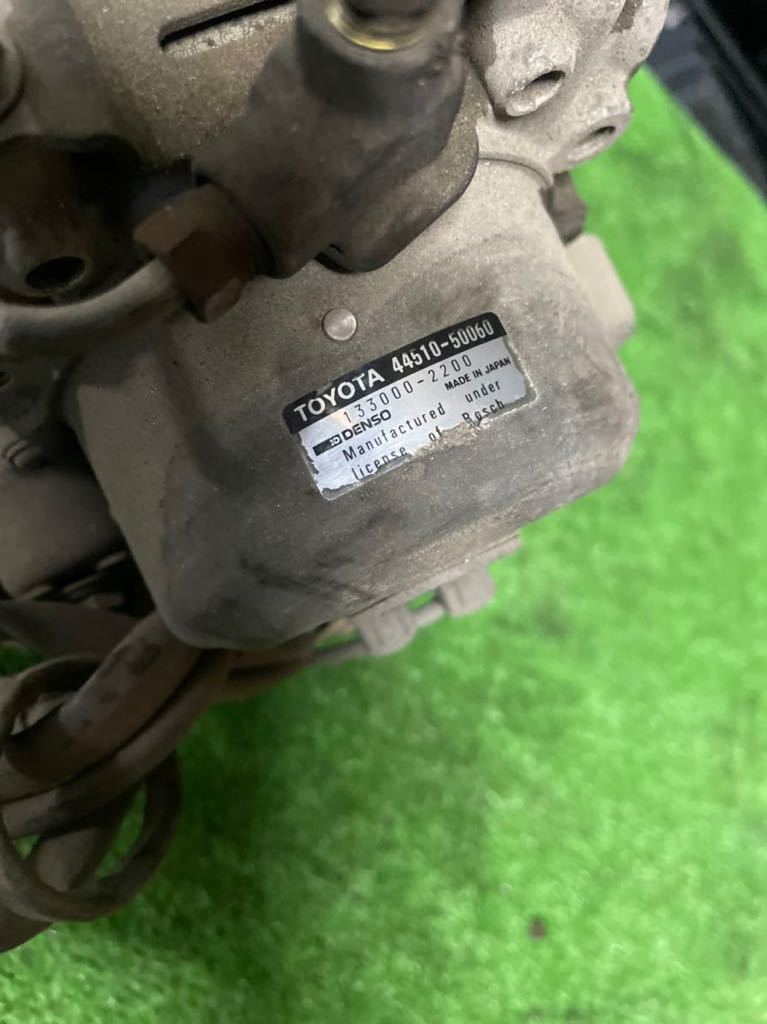 TOYOTA 44510-50060
133000-2200
DENSO MADE IN JAPAN
Manufactured under
license of Bosch